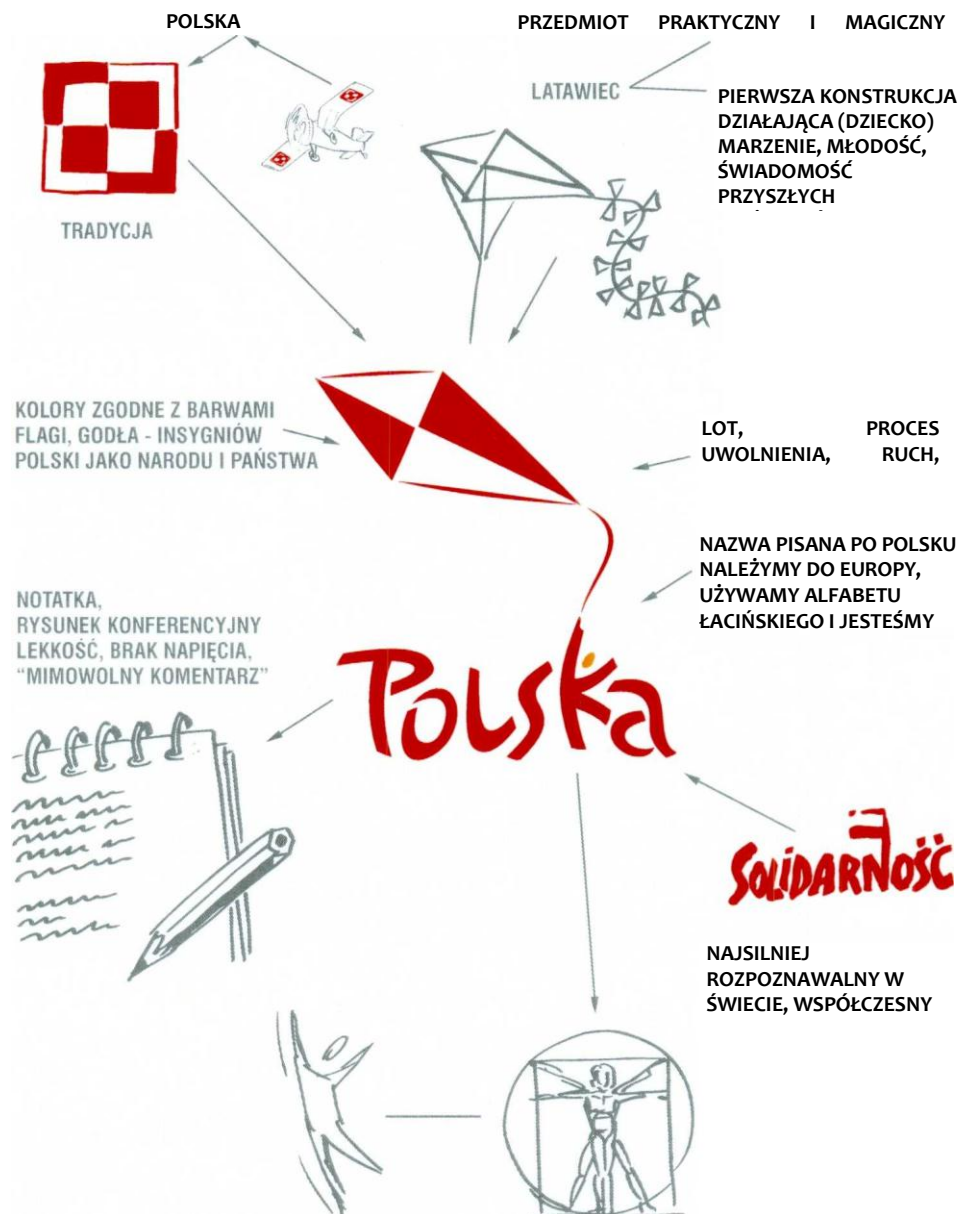 POLSKA
PRZEDMIOT PRAKTYCZNY I MAGICZNY
LATAWIEC
PIERWSZA KONSTRUKCJA
DZIAŁAJĄCA (DZIECKO)
MARZENIE, MŁODOŚĆ,
ŚWIADOMOŚĆ
PRZYSZŁYCH
TRADYCJA
KOLORY ZGODNE Z BARWAMI
FLAGI, GODŁA - INSYGNIÓW
POLSKI JAKO NARODU I PAŃSTWA
LOT, PROCES
UWOLNIENIA, RUCH,
NAZWA PISANA PO POLSKU
NALEŻYMY DO EUROPY,
UŻYWAMY ALFABETU
ŁACIŃSKIEGO I JESTEŚMY
NOTATKA,
RYSUNEK KONFERENCYJNY
LEKKOŚĆ, BRAK NAPIĘCIA,
“MIMOWOLNY KOMENTARZ”
Polska
SOLiDARNOŚĆ
NAJSILNIEJ
ROZPOZNAWALNY W
ŚWIECIE, WSPÓŁCZESNY